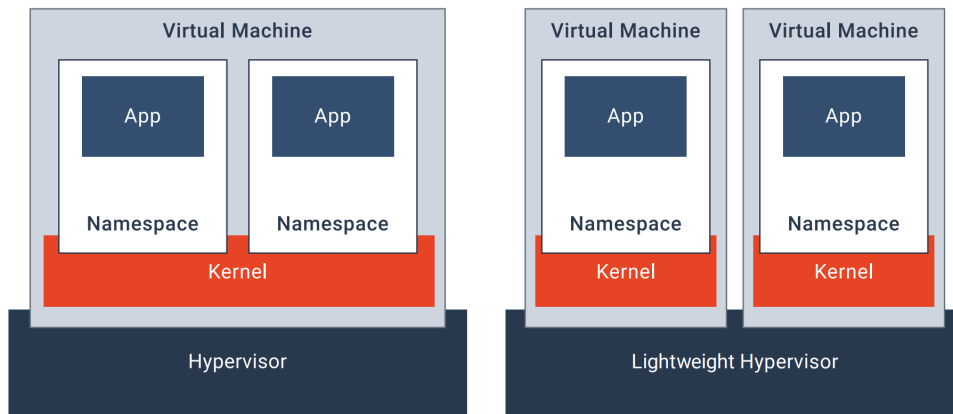 Virtual Machine
App
App
Namespace
Namespace
Kernel
Hypervisor
Virtual Machine
Virtual Machine
App
App
Namespace
Namespace
Kernel
Kernel
Lightweight Hypervisor